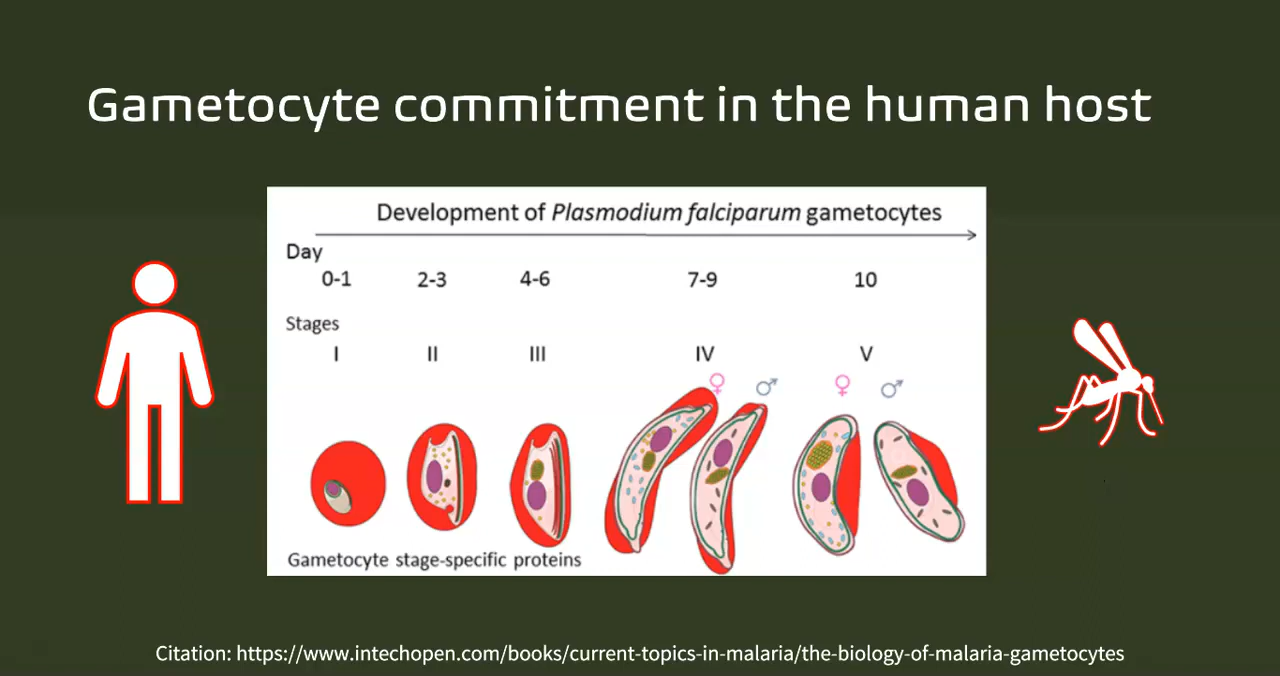 Gametocyte commitment in the human host
Development of Plasmodium falciparum gametocytes
Day
0-1 2-3 4-6 7-9 10
Stages
I II III IV V
♀ ♂ ♀ ♂
Gametocyte stage-specific proteins
Citation: https://www.intechopen.com/books/current-topics-in-malaria/the-biology-of-malaria-gametocytes